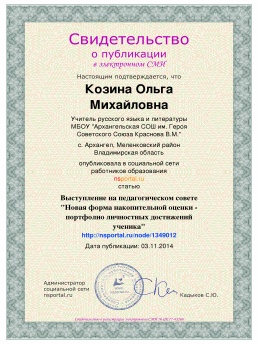 Свидетельство
о публикации
в электронном СМИ
Настоящим подтверждается, что
Козина Ольга
Михайловна
Учитель русского языка и литературы
МБОУ "Архангельская СОШ им. Героя
Советского Союза Краснова В.М."
с. Архангел, Меленковский район
Владимирская область
опубликовала в социальной сети
работников образования
nsportal.ru
статью
Выступление на педагогическом совете
"Новая форма накопительной оценки -
портфолио личностных достижений
ученика"
http://nsportal.ru/node/1349012
Дата публикации: 03.11.2014
Администратор
социальной сети
nsportal.ru
Кадыков С.Ю.